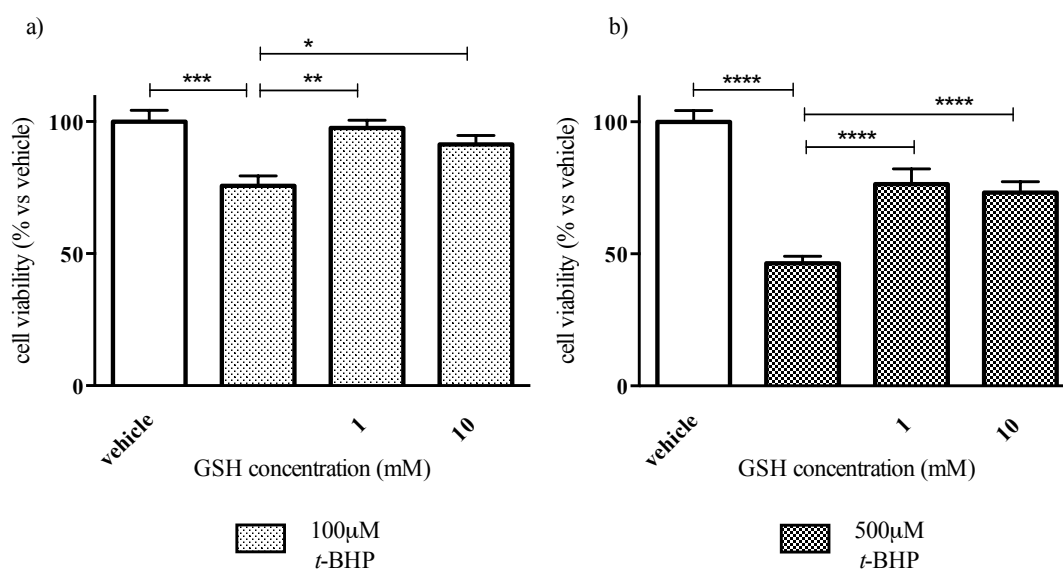 a)
*
***
**
cell viability (% vs vehicle)
100
50
0
vehicle
1
10
GSH concentration (mM)
100μM
t-BHP
b)
****
****
****
cell viability (% vs vehicle)
100
50
0
vehicle
1
10
GSH concentration (mM)
500μM
t-BHP